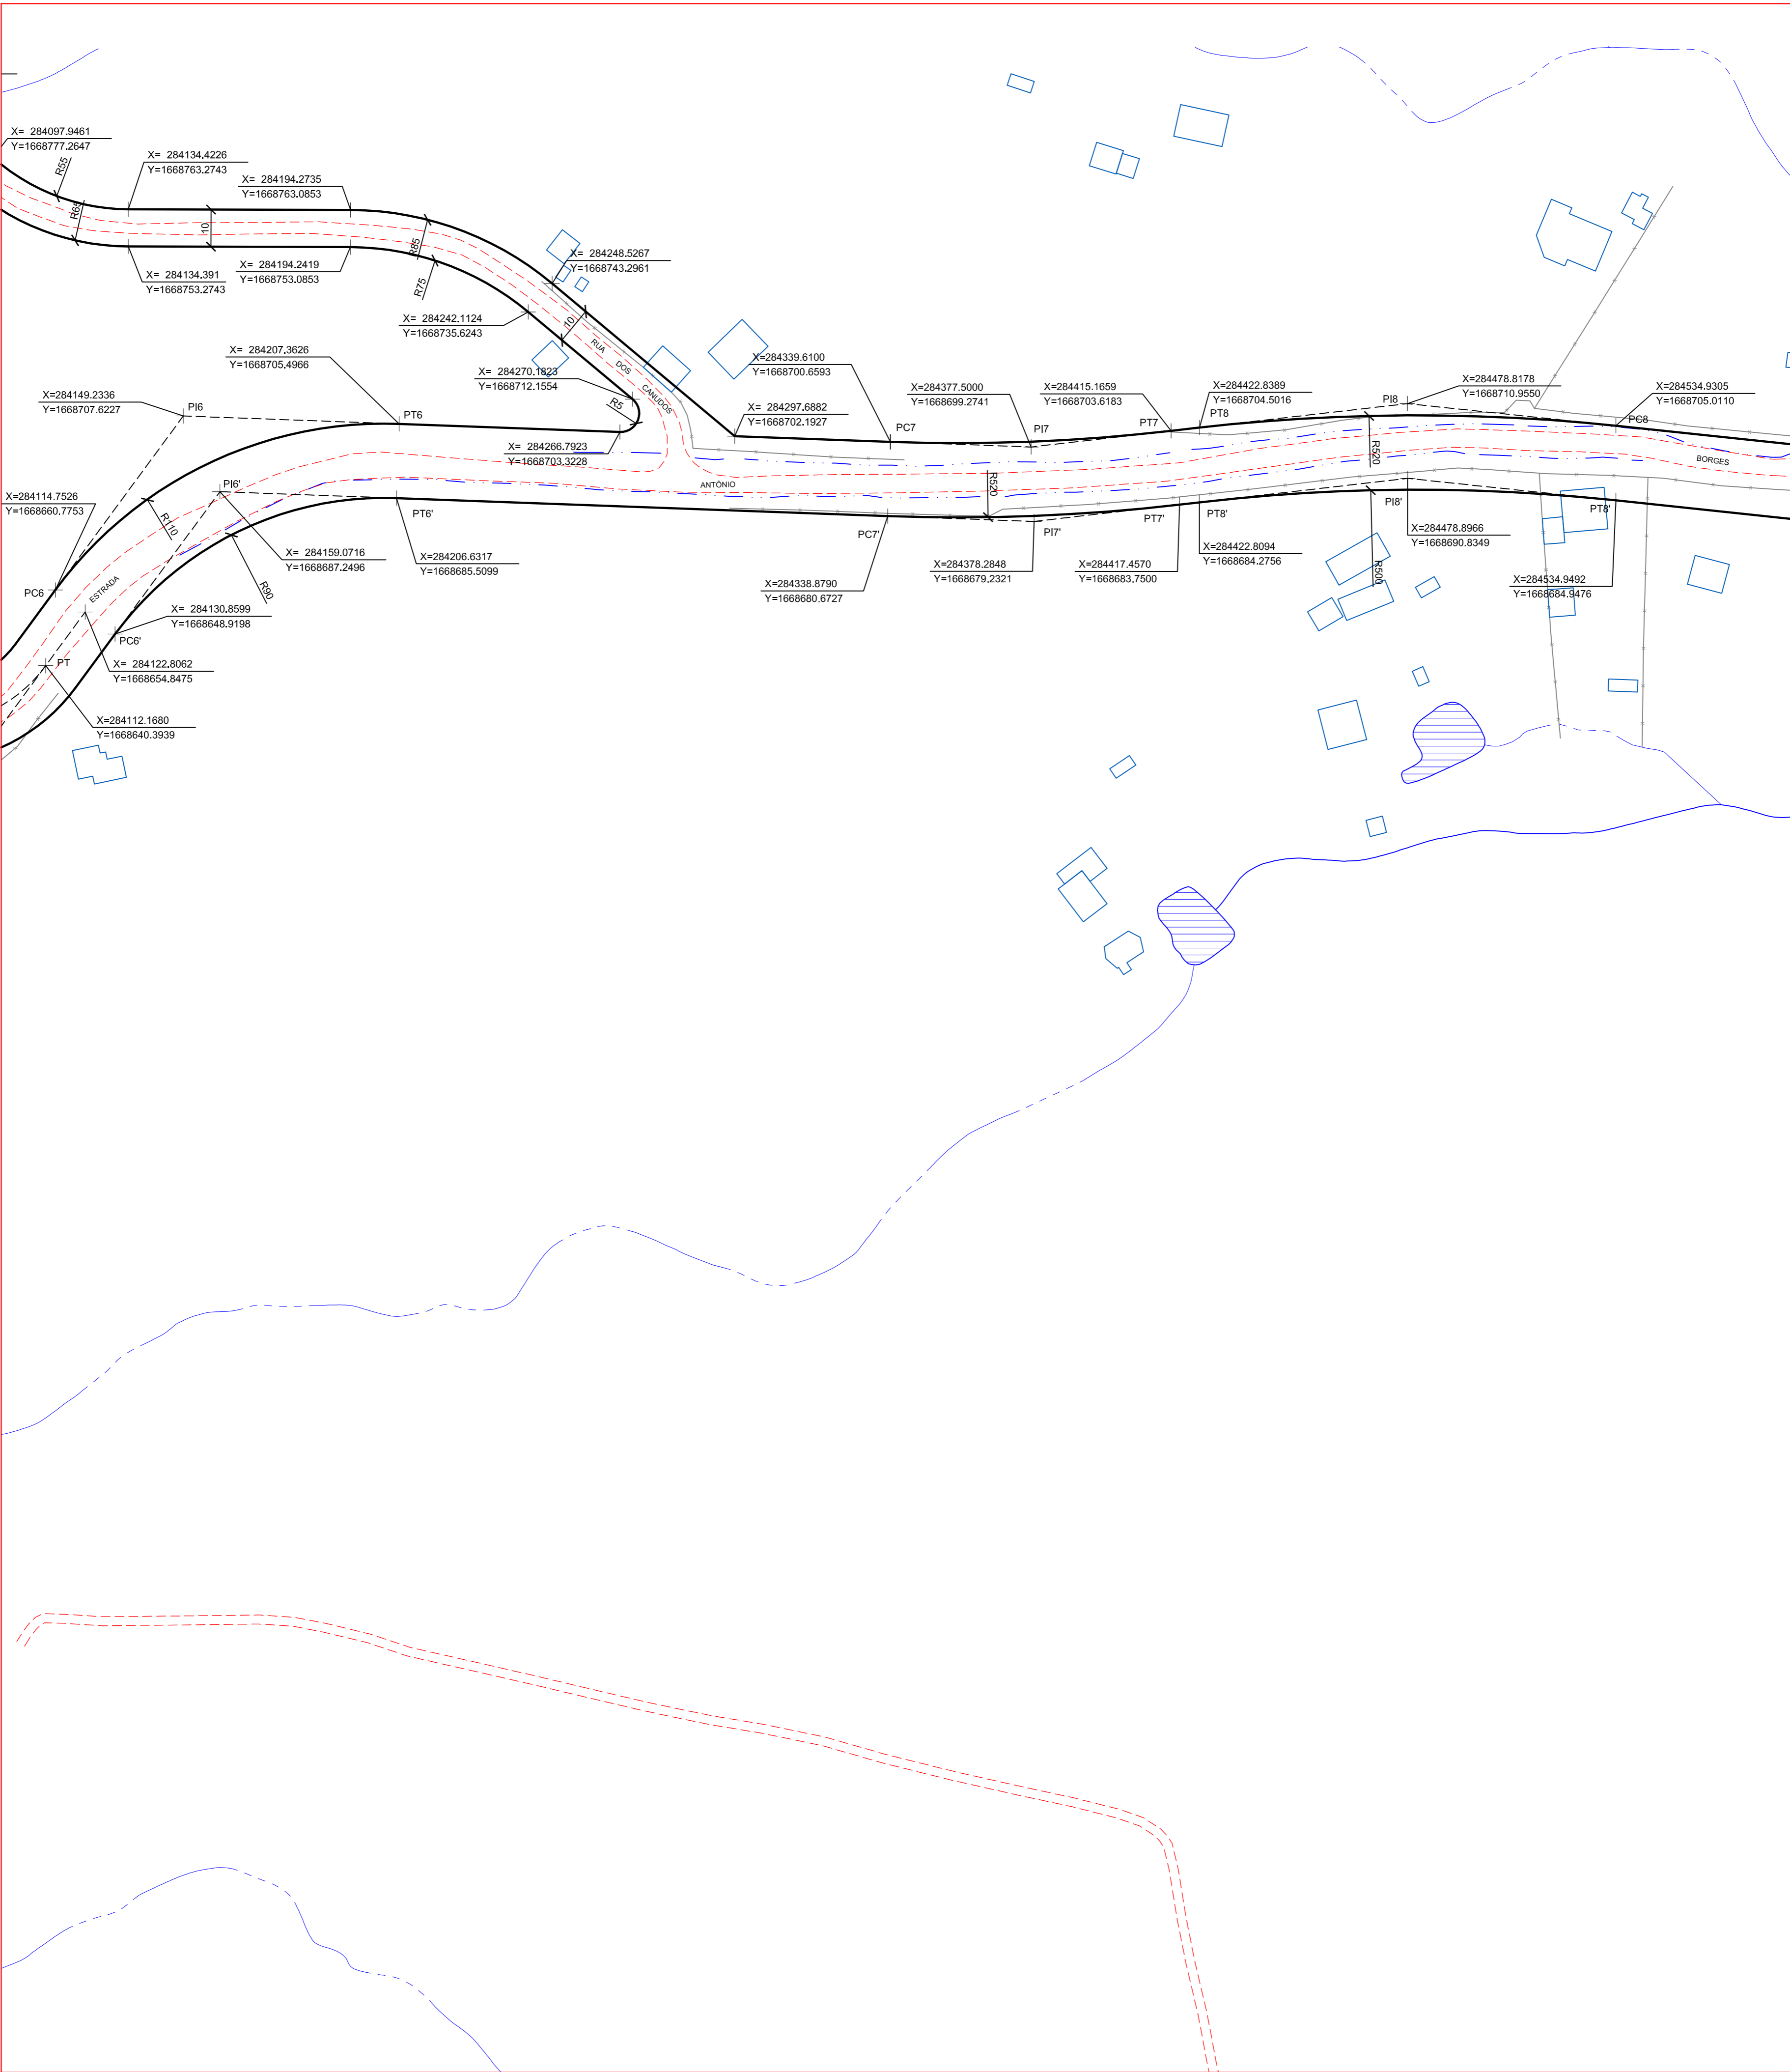 X= 284097.9461
Y=1668777.2647
R55
R65
X= 284134.4226
Y=1668763.2743
X= 284194.2735
Y=1668763.0853
10
X= 284134.391
Y=1668753.2743
X= 284194.2419
Y=1668753.0853
R85
R75
X= 284248.5267
Y=1668743.2961
X= 284242.1124
Y=1668735.6243
10
RUA DOS CANUDOS
X= 284207.3626
Y=1668705.4966
X= 284270.1823
Y=1668712.1554
R5
X=284339.6100
Y=1668700.6593
X=284377.5000
Y=1668699.2741
X=284415.1659
Y=1668703.6183
X=284422.8389
Y=1668704.5016
X=284478.8178
Y=1668710.9550
X=284534.9305
Y=1668705.0110
X=284149.2336
Y=1668707.6227
PI6
PT6
X= 284297.6882
Y=1668702.1927
PC7
PI7
PT7
PT8
PI8
PC8
X= 284266.7923
Y=1668703.3228
R520
R520
BORGES
ANTÔNIO
X=284114.7526
Y=1668660.7753
PI6'
PT6'
R110
PC7'
PI7'
PT7'
PT8'
PI8'
PT8'
X= 284159.0716
Y=1668687.2496
X=284206.6317
Y=1668685.5099
X=284338.8790
Y=1668680.6727
X=284378.2848
Y=1668679.2321
X=284417.4570
Y=1668683.7500
X=284422.8094
Y=1668684.2756
X=284478.8966
Y=1668690.8349
R500
X=284534.9492
Y=1668684.9476
PC6
ESTRADA
R90
X= 284130.8599
Y=1668648.9198
PC6'
PT
X= 284122.8062
Y=1668654.8475
X=284112.1680
Y=1668640.3939